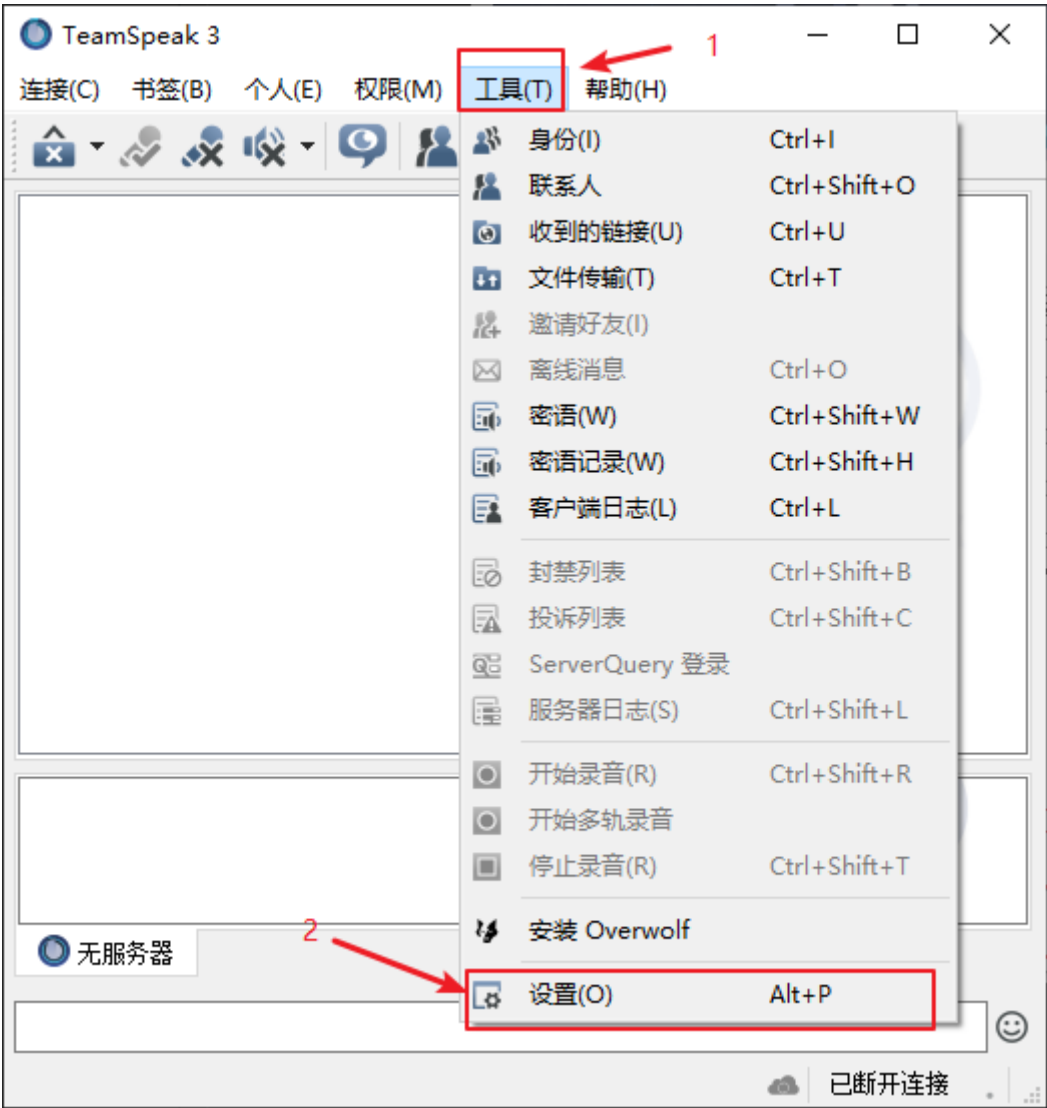 TeamSpeak 3
1
连接(C) 书签(B) 个人(E) 权限(M) 工具(T) 帮助(H)
身份(I) Ctrl+I
联系人 Ctrl+Shift+O
收到的链接(U) Ctrl+U
文件传输(T) Ctrl+T
邀请好友(I)
离线消息 Ctrl+O
密语(W) Ctrl+Shift+W
密语记录(W) Ctrl+Shift+H
客户端日志(L) Ctrl+L
封禁列表 Ctrl+Shift+B
投诉列表 Ctrl+Shift+C
ServerQuery 登录
服务器日志(S) Ctrl+Shift+L
开始录音(R) Ctrl+Shift+R
开始多轨录音
停止录音(R) Ctrl+Shift+T
2
安装 Overwolf
无服务器
设置(O) Alt+P
已断开连接